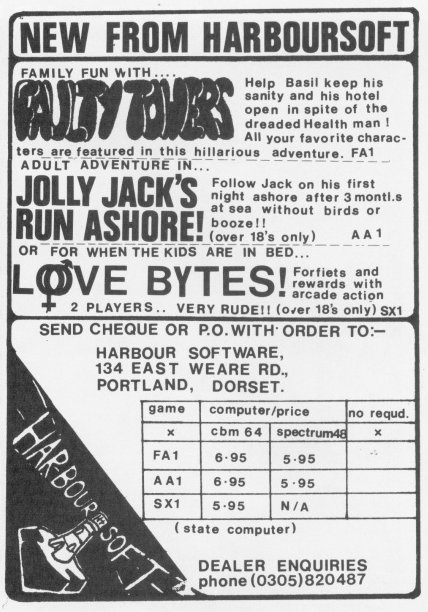 NEW FROM HARBOURSOFT
FAMILY FUN WITH....
FAULTY TOWERS
Help Basil keep his
sanity and his hotel
open in spite of the
dreaded Health man !
All your favorite charac-
ters are featured in this hillarious adventure. FA1
ADULT ADVENTURE IN...
JOLLY JACK'S
RUN ASHORE!
Follow Jack on his first
night ashore after 3 montl.s
at sea without birds or
booze!!
(over 18's only) AA1
OR FOR WHEN THE KIDS ARE IN BED...
LOVE BYTES!
Forfiets and
rewards with
arcade action
2 PLAYERS.. VERY RUDE!! (over 18's only) SX1
SEND CHEQUE OR P.O. WITH ORDER TO:-
HARBOUR SOFTWARE,
134 EAST WEARE RD.,
PORTLAND, DORSET.
game computer/price no requd.
x cbm 64 spectrum48 x
FA1 6.95 5.95
AA1 6.95 5.95
SX1 5.95 N/A
(state computer)
HARBOURSOFT
DEALER ENQUIRIES
phone (0305)820487